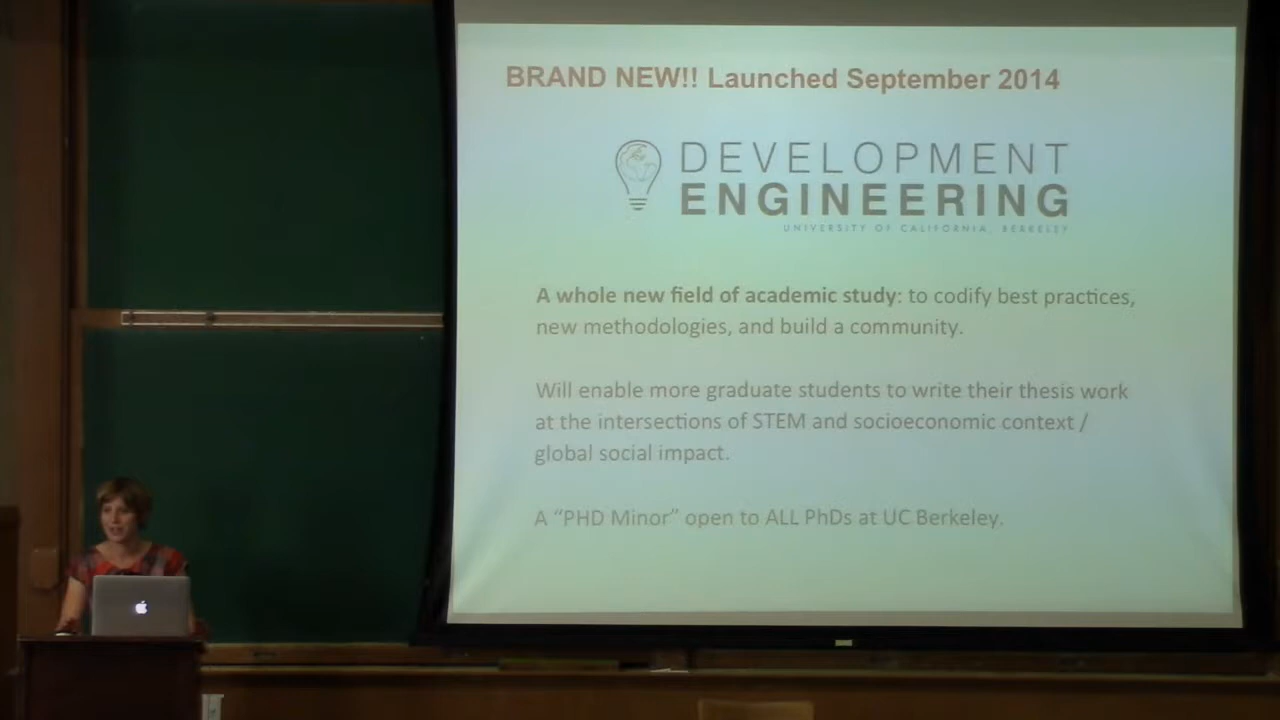 BRAND NEW!! Launched September 2014
DEVELOPMENT
ENGINEERING
UNIVERSITY OF CALIFORNIA, BERKELEY
A whole new field of academic study: to codify best practices,
new methodologies, and build a community.
Will enable more graduate students to write their thesis work
at the intersections of STEM and socioeconomic context /
global social impact.
A “PHD Minor” open to ALL PhDs at UC Berkeley.